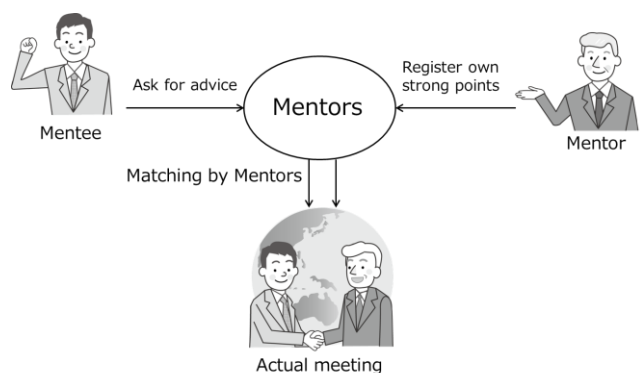 Ask for advice
Register own
strong points
Mentors
Mentee
Mentor
Matching by Mentors
Actual meeting